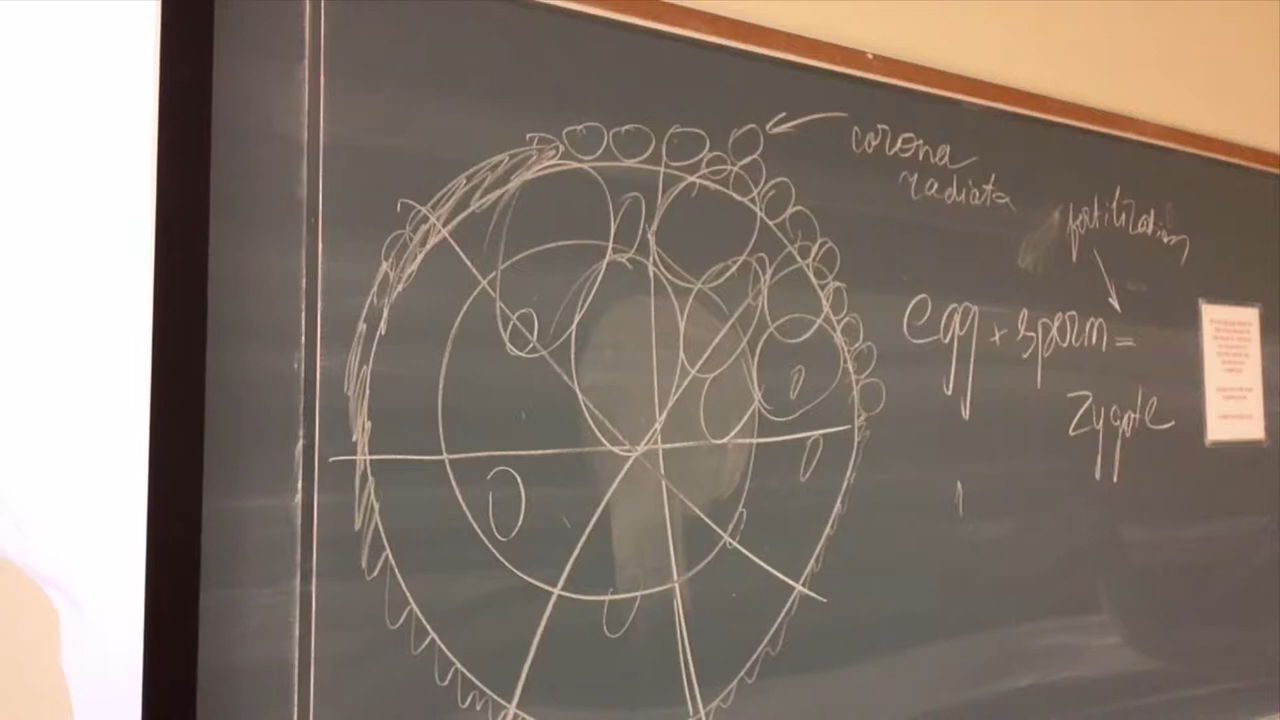 corona
radiata
fertilization
egg + sperm =
zygote